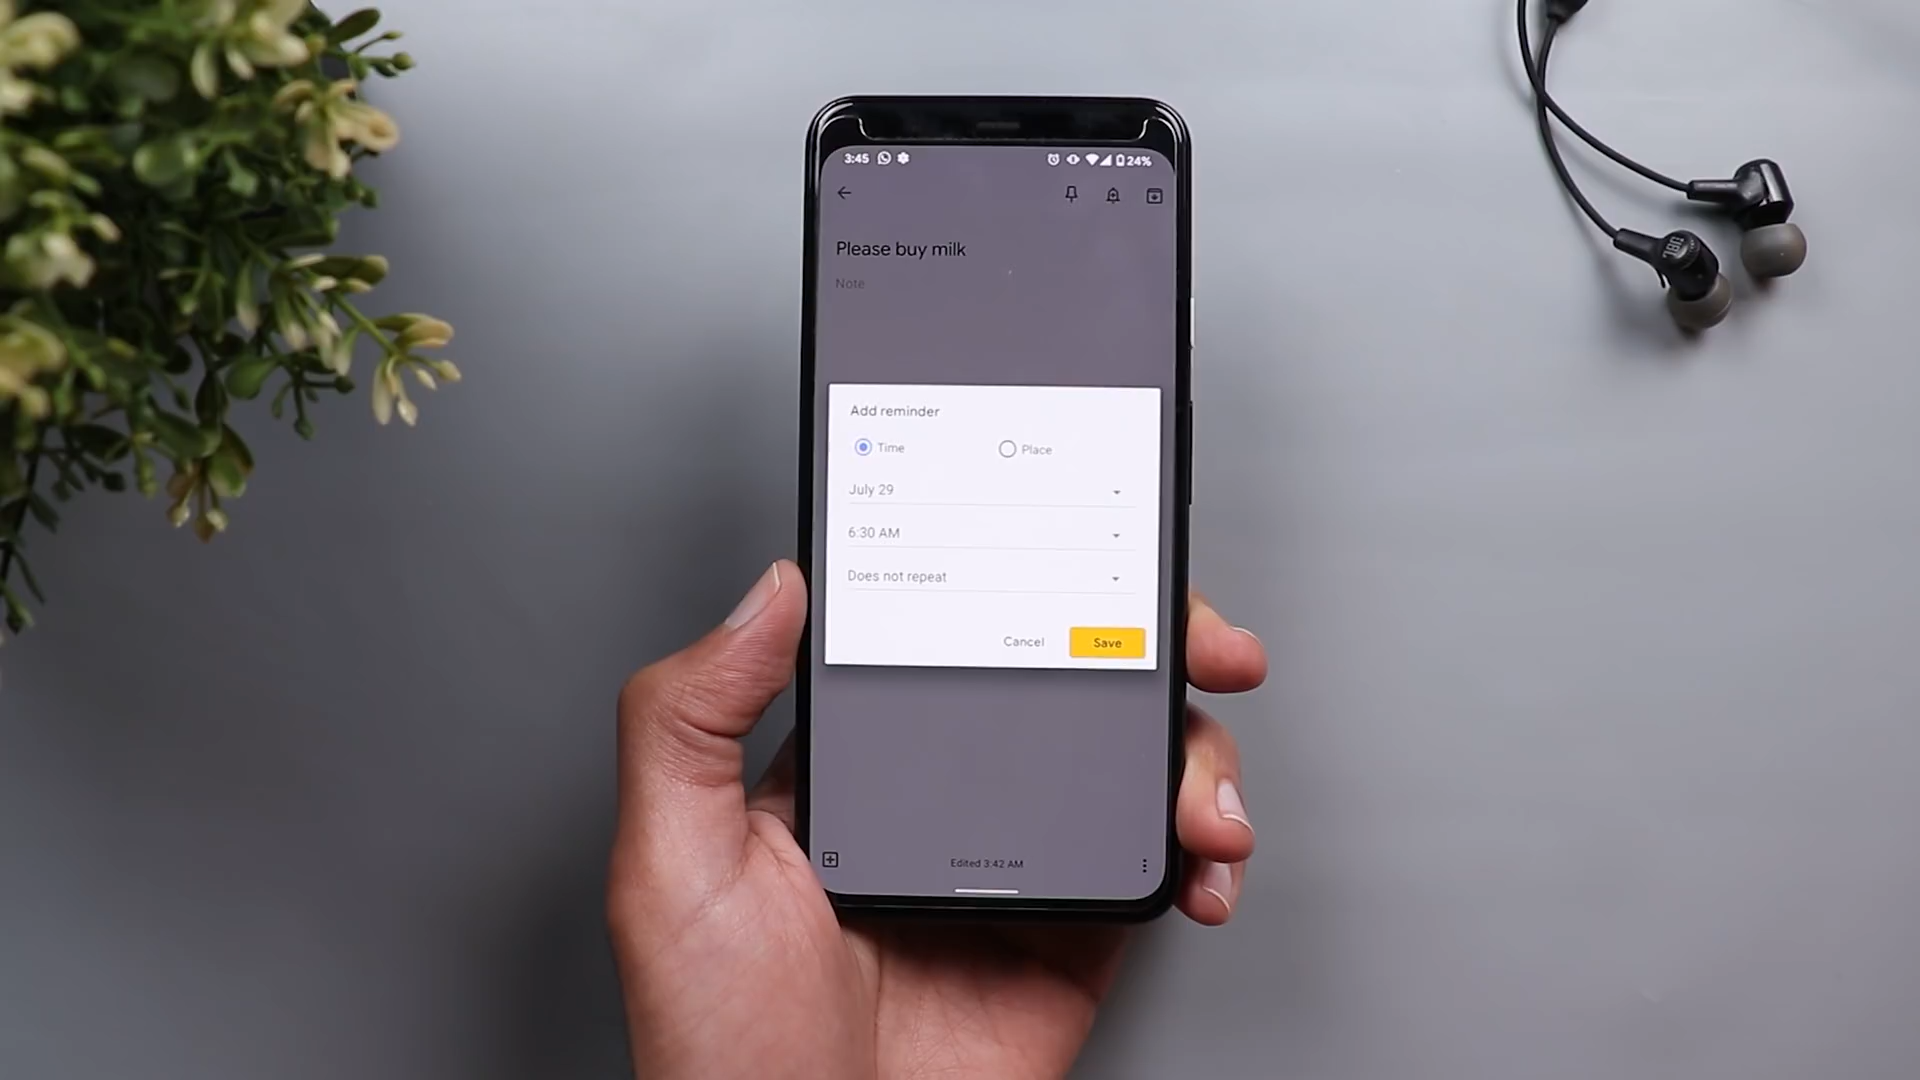 3:45 24%
Please buy milk
Note
Add reminder
Time Place
July 29
6:30 AM
Does not repeat
Cancel Save
Edited 3:42 AM
JBL